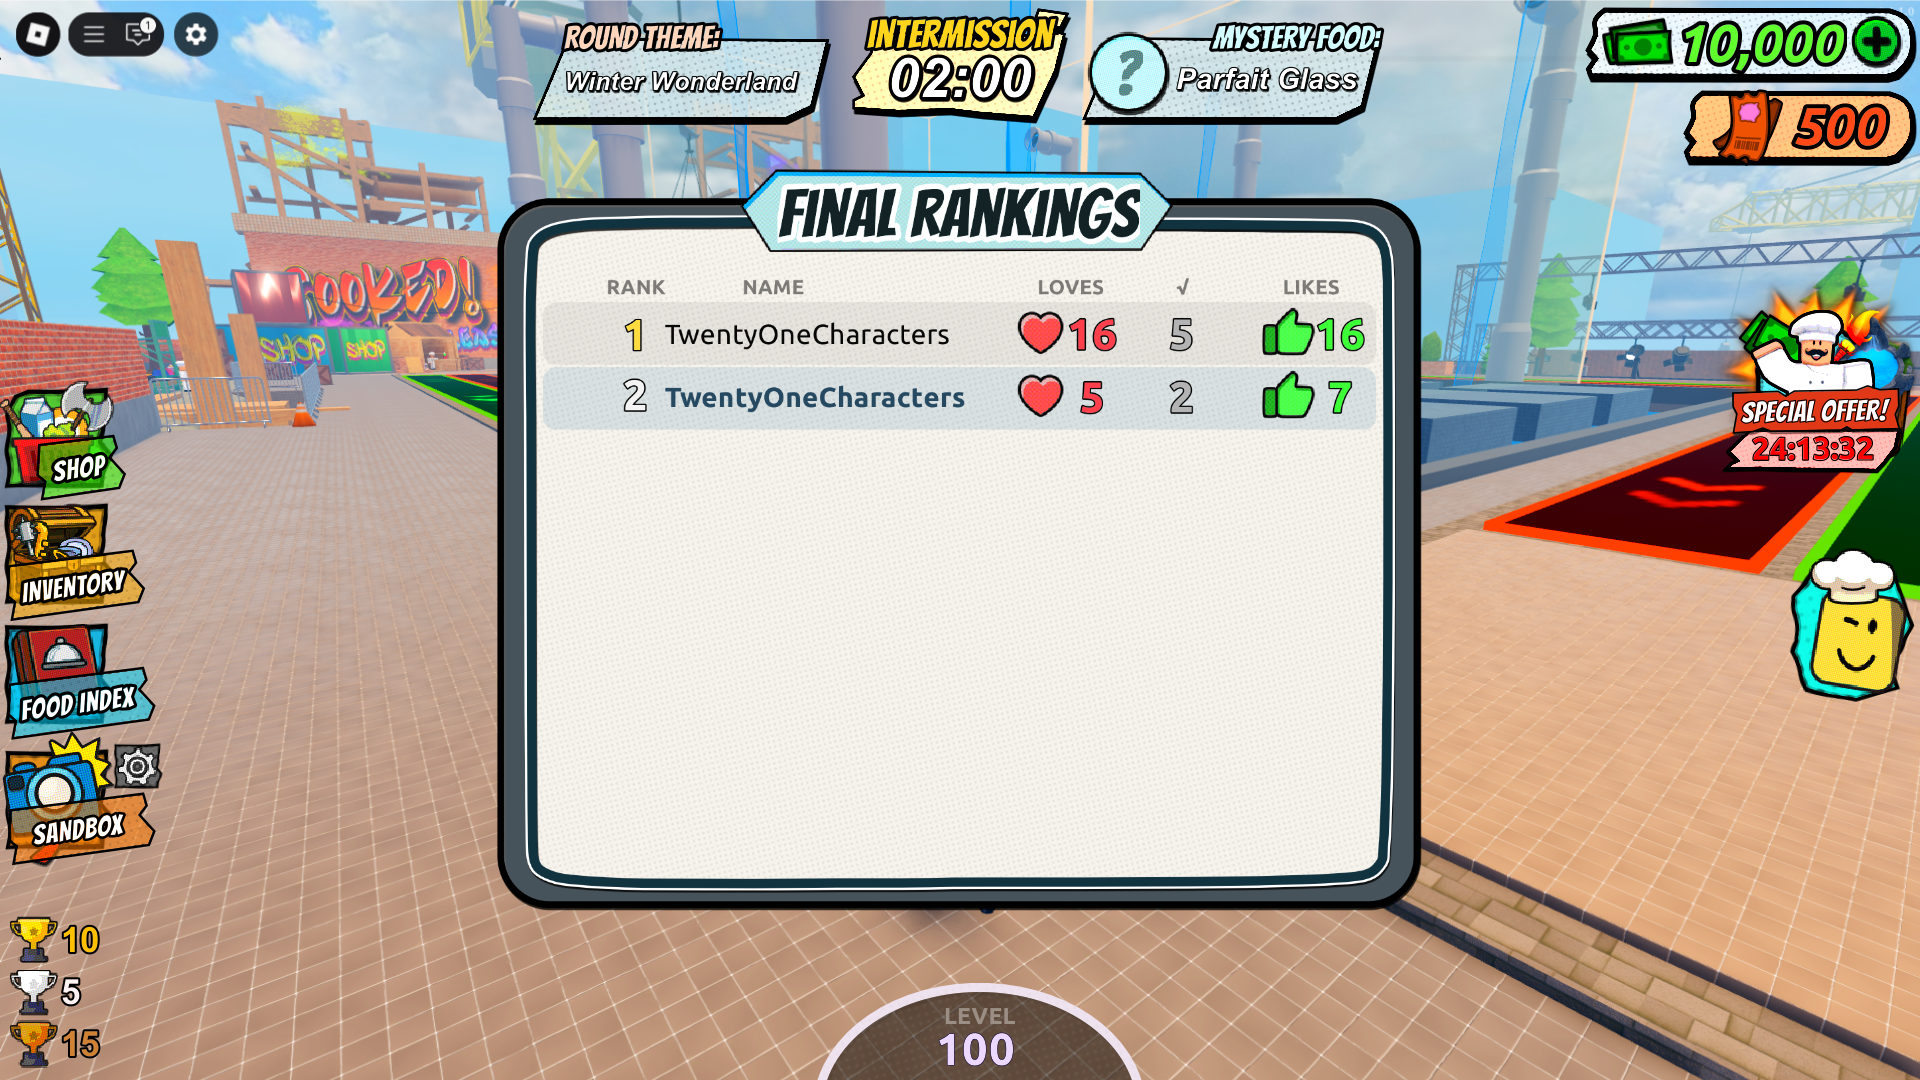 1
ROUND THEME:
Winter Wonderland
INTERMISSION
02:00
MYSTERY FOOD:
?
Parfait Glass
10,000
500
COOKED!
SHOP
SHOP
FINAL RANKINGS
RANK NAME LOVES √ LIKES
1 TwentyOneCharacters 16 5 16
2 TwentyOneCharacters 5 2 7
SPECIAL OFFER!
24:13:32
SHOP
INVENTORY
FOOD INDEX
SANDBOX
10
5
15
LEVEL
100